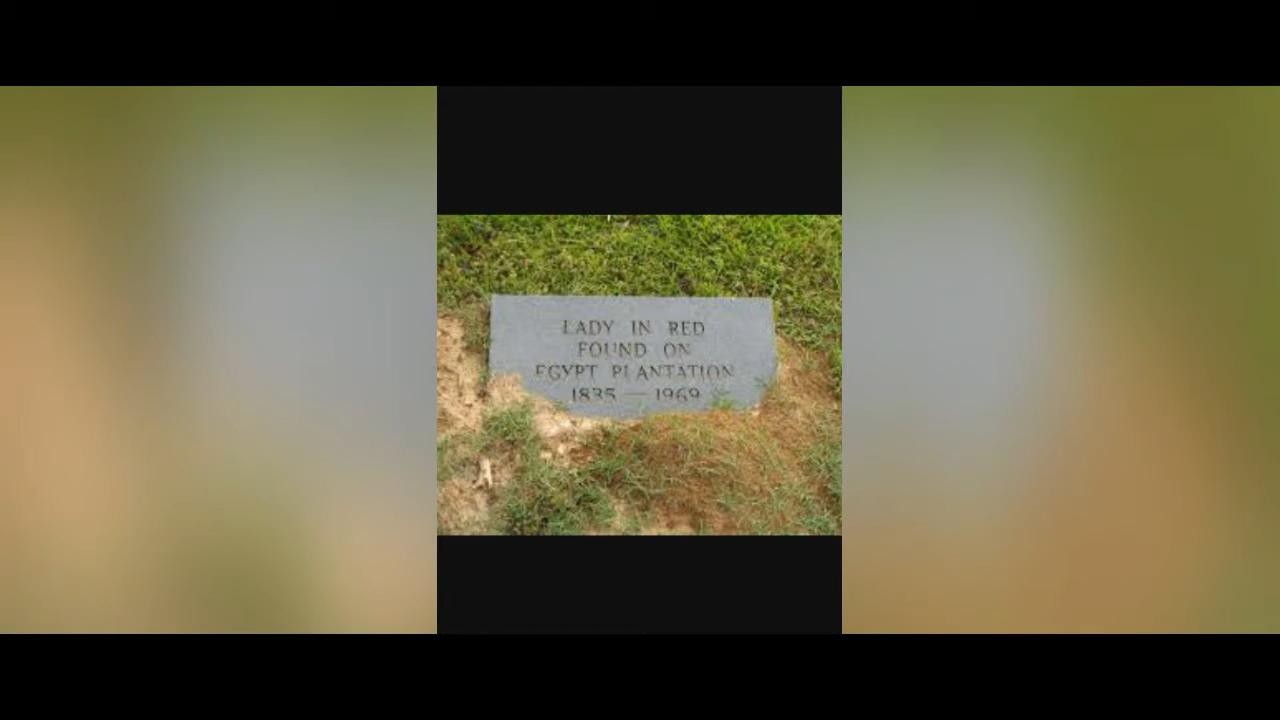 LADY IN RED
FOUND ON
EGYPT PLANTATION
1835 — 1969